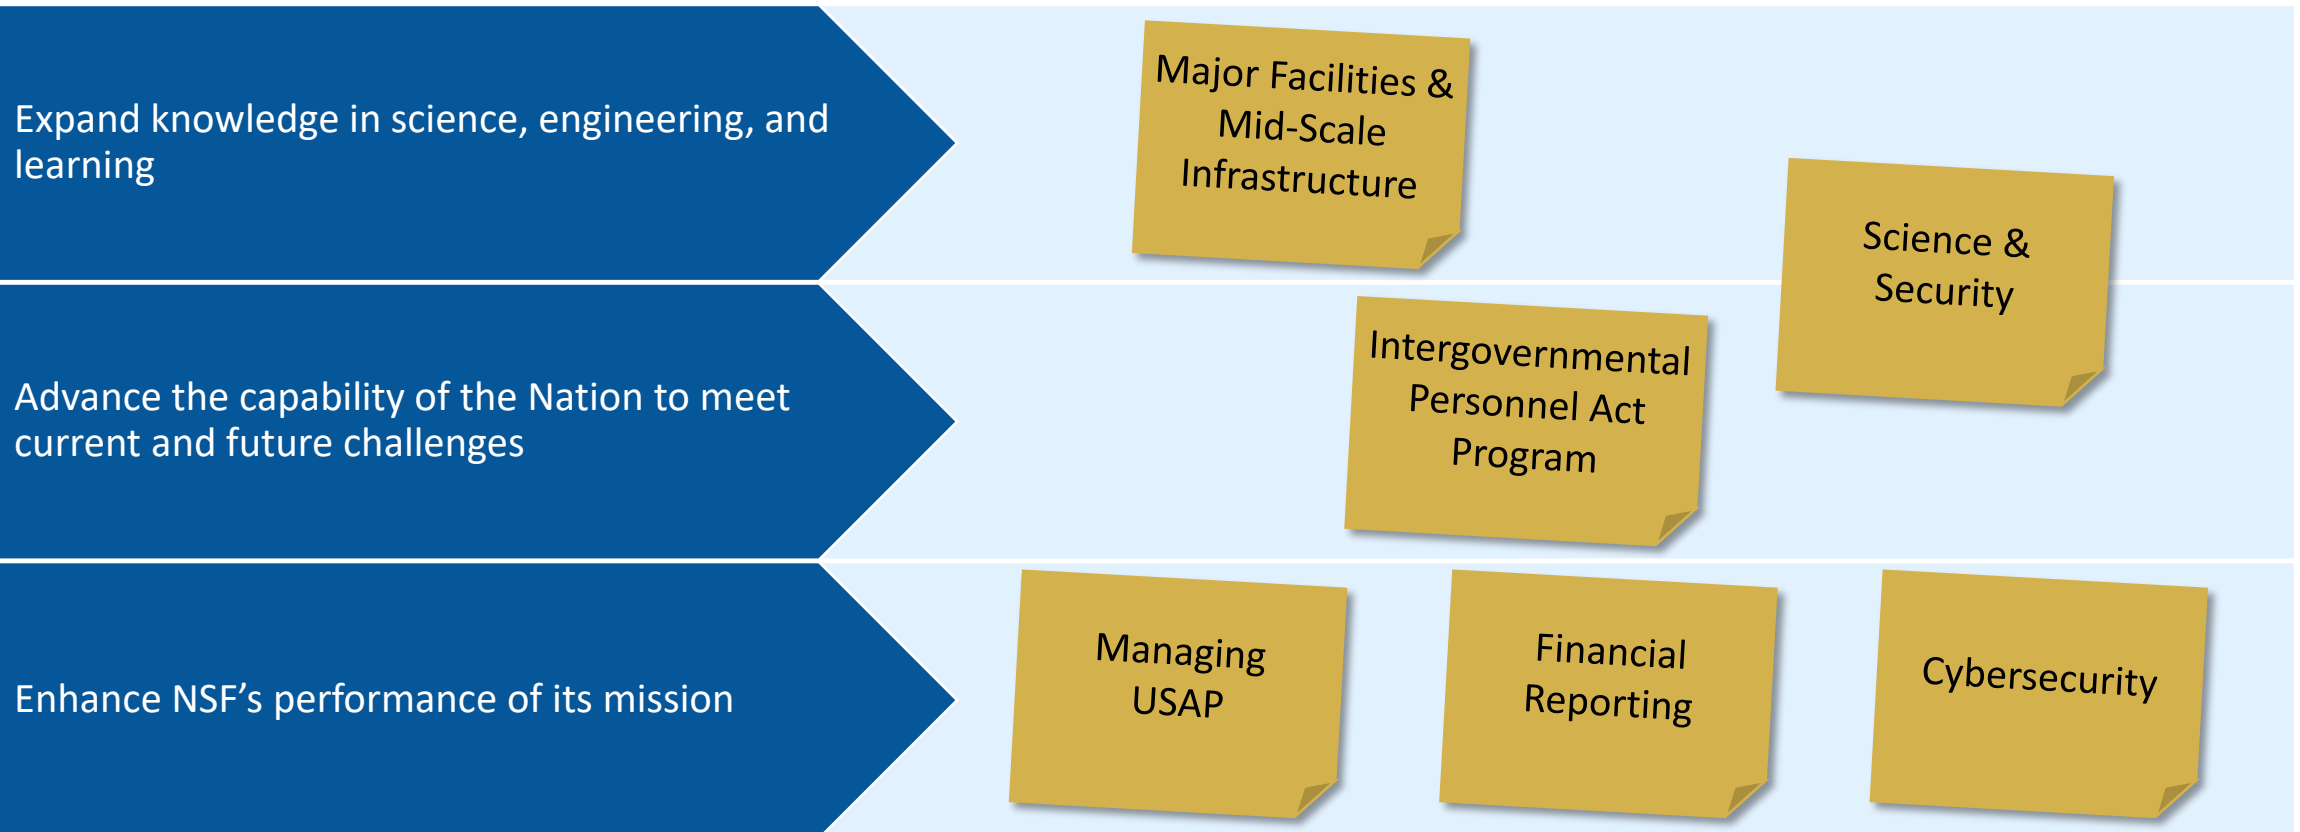 Expand knowledge in science, engineering, and
learning
Major Facilities &
Mid-Scale
Infrastructure
Science &
Security
Advance the capability of the Nation to meet
current and future challenges
Intergovernmental
Personnel Act
Program
Enhance NSF’s performance of its mission
Managing
USAP
Financial
Reporting
Cybersecurity